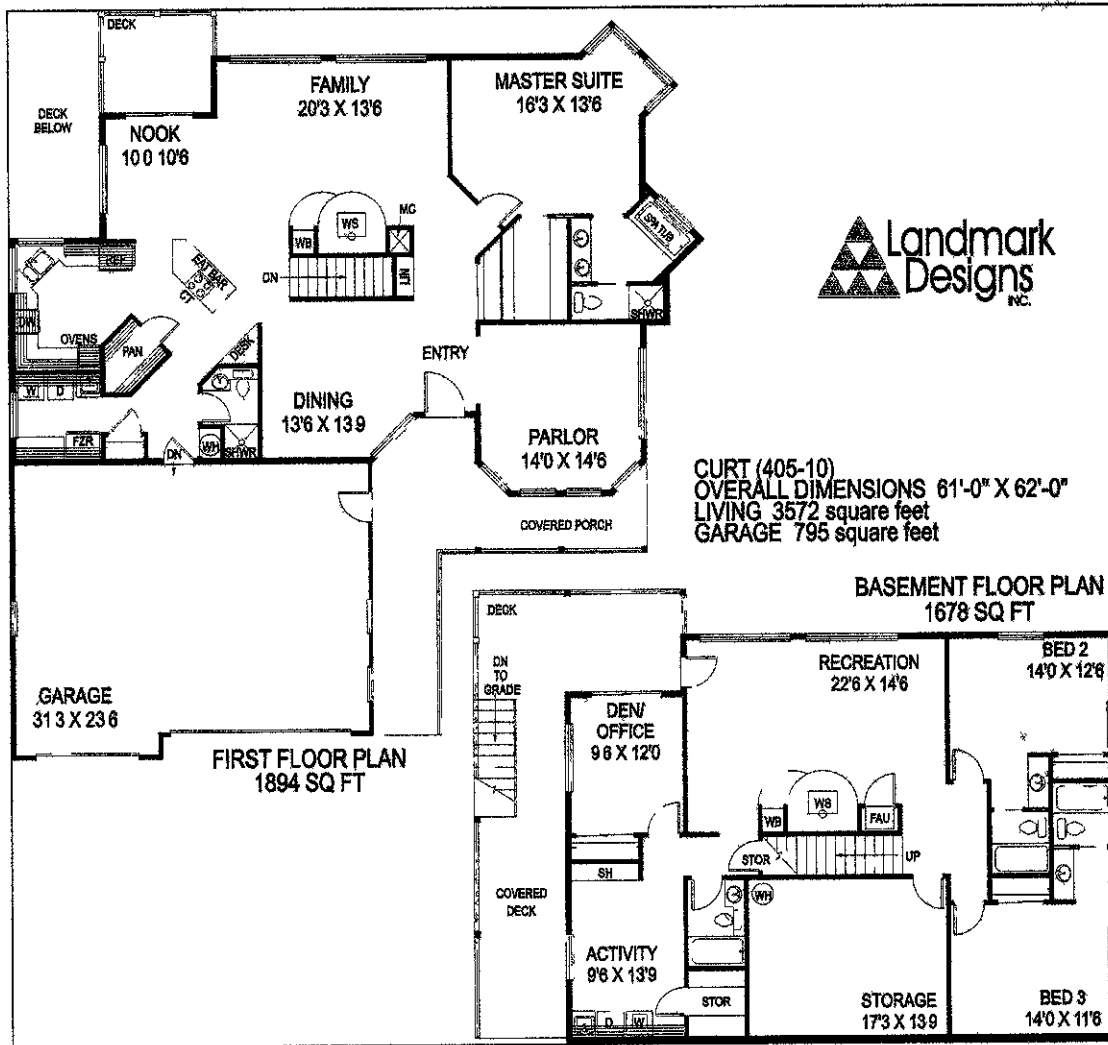 DECK
FAMILY
20'3 X 13'6
MASTER SUITE
16'3 X 13'6
DECK
BELOW
NOOK
10 0 10'6
WS
MC
WB
DN
LIN
SPA TUB
REF
EAT BAR
CT
DW
OVENS
PAN
DESK
SHWR
ENTRY
W
D
DINING
13'6 X 13 9
FZR
DN
WH
SHWR
PARLOR
14'0 X 14'6
COVERED PORCH
GARAGE
31 3 X 23 6
FIRST FLOOR PLAN
1894 SQ FT
Landmark
Designs
INC.
CURT (405-10)
OVERALL DIMENSIONS 61'-0" X 62'-0"
LIVING 3572 square feet
GARAGE 795 square feet
BASEMENT FLOOR PLAN
1678 SQ FT
DECK
DN
TO
GRADE
RECREATION
22'6 X 14'6
BED 2
14'0 X 12'6
DEN/
OFFICE
9 6 X 12'0
WB
WS
FAU
STOR
UP
SH
WH
COVERED
DECK
ACTIVITY
9'6 X 13'9
D
W
STOR
STORAGE
17'3 X 13 9
BED 3
14'0 X 11'6